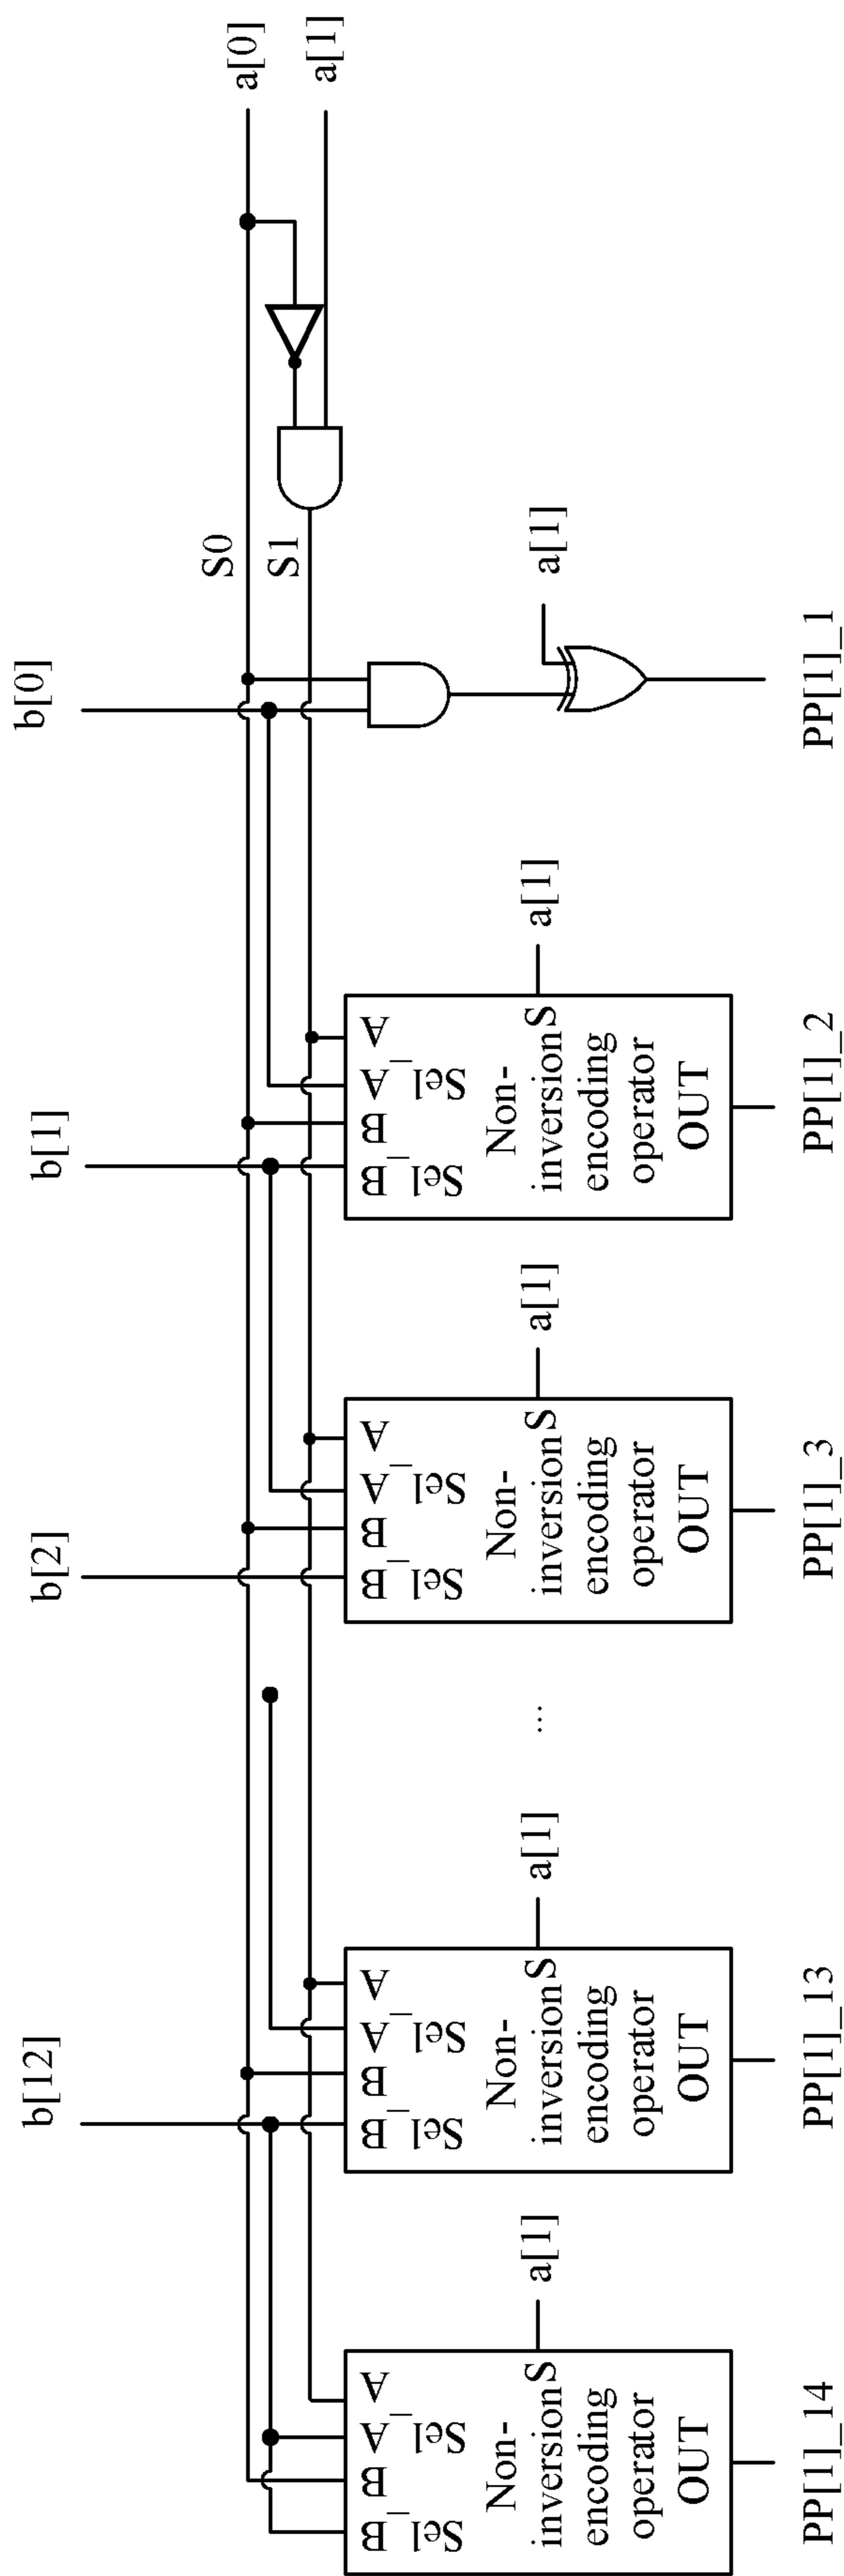 a[0]
a[1]
S0
S1
b[0]
a[1]
PP[1]_1
b[1]
a[1]
A
Sel_A
B
Sel_B
S
Non-
inversion
encoding
operator
OUT
PP[1]_2
b[2]
a[1]
A
Sel_A
B
Sel_B
S
Non-
inversion
encoding
operator
OUT
PP[1]_3
...
b[12]
a[1]
A
Sel_A
B
Sel_B
S
Non-
inversion
encoding
operator
OUT
PP[1]_13
a[1]
A
Sel_A
B
Sel_B
S
Non-
inversion
encoding
operator
OUT
PP[1]_14